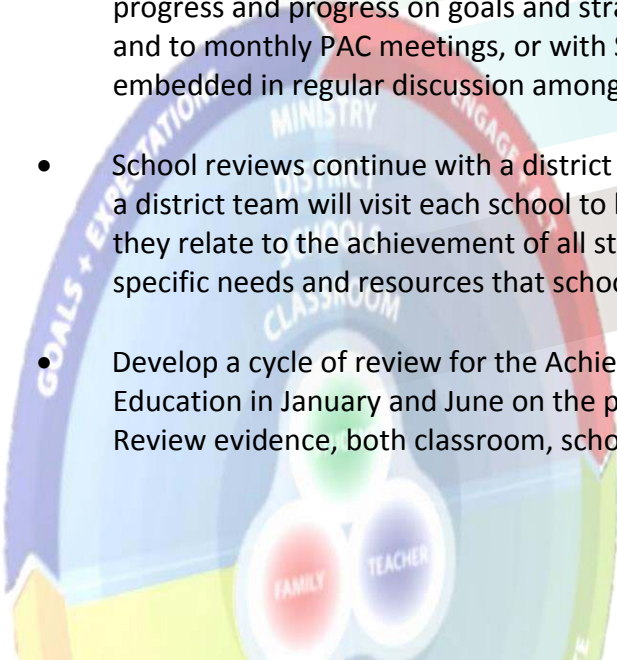 progress and progress on goals and stra
and to monthly PAC meetings, or with S
embedded in regular discussion among
• School reviews continue with a district
a district team will visit each school to
they relate to the achievement of all st
specific needs and resources that schoo
• Develop a cycle of review for the Achie
Education in January and June on the p
Review evidence, both classroom, scho
GOALS + EXPECTATIONS
ENGAGE + ACT
MINISTRY
DISTRICT
SCHOOLS
CLASSROOM
FAMILY
TEACHER